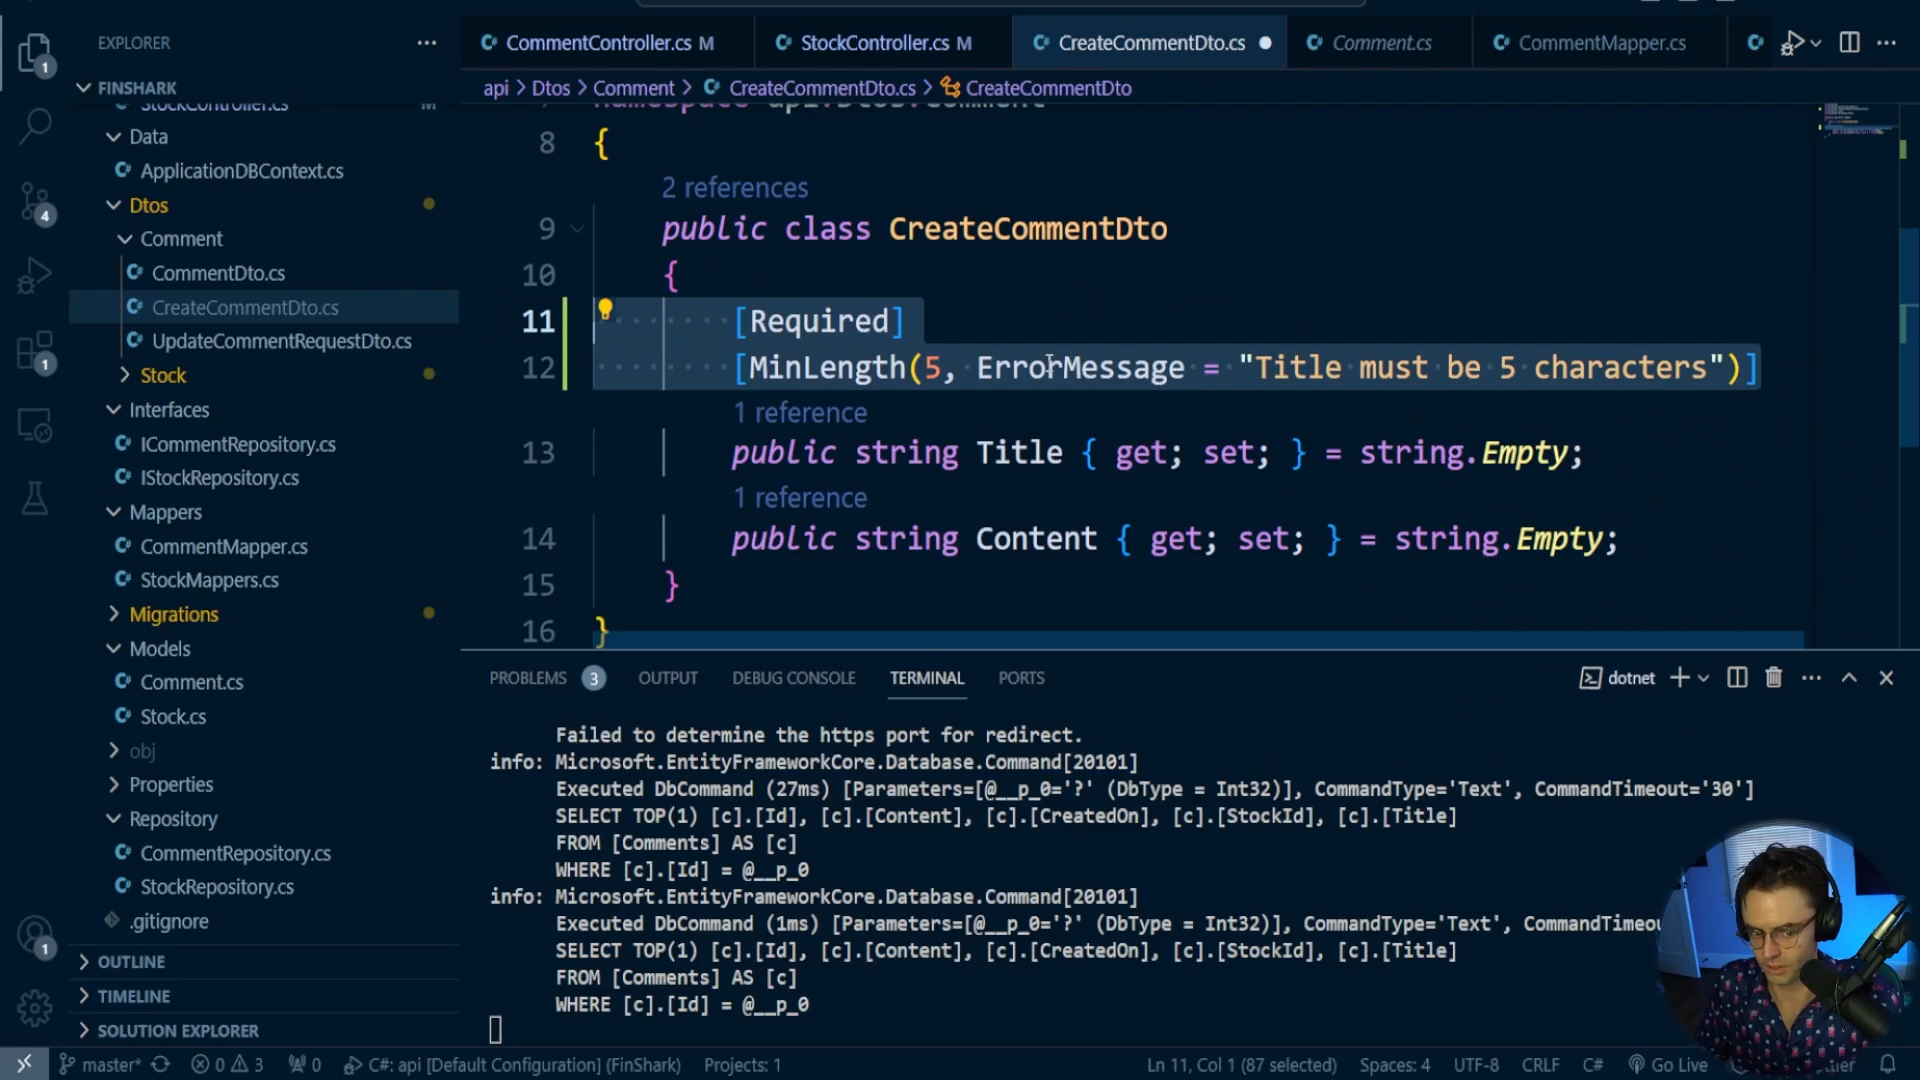 EXPLORER
FINSHARK
StockController.cs M
Data
ApplicationDBContext.cs
Dtos
Comment
CommentDto.cs
CreateCommentDto.cs
UpdateCommentRequestDto.cs
Stock
Interfaces
ICommentRepository.cs
IStockRepository.cs
Mappers
CommentMapper.cs
StockMappers.cs
Migrations
Models
Comment.cs
Stock.cs
obj
Properties
Repository
CommentRepository.cs
StockRepository.cs
.gitignore
OUTLINE
TIMELINE
SOLUTION EXPLORER
1
4
1
1
CommentController.cs M
StockController.cs M
CreateCommentDto.cs
Comment.cs
CommentMapper.cs
api > Dtos > Comment > CreateCommentDto.cs > CreateCommentDto
namespace api.Dtos.Comment
8 {
2 references
9 public class CreateCommentDto
10 {
11 [Required]
12 [MinLength(5, ErrorMessage = "Title must be 5 characters")]
1 reference
13 public string Title { get; set; } = string.Empty;
1 reference
14 public string Content { get; set; } = string.Empty;
15 }
16 }
PROBLEMS 3 OUTPUT DEBUG CONSOLE TERMINAL PORTS dotnet
Failed to determine the https port for redirect.
info: Microsoft.EntityFrameworkCore.Database.Command[20101]
Executed DbCommand (27ms) [Parameters=[@__p_0='?' (DbType = Int32)], CommandType='Text', CommandTimeout='30']
SELECT TOP(1) [c].[Id], [c].[Content], [c].[CreatedOn], [c].[StockId], [c].[Title]
FROM [Comments] AS [c]
WHERE [c].[Id] = @__p_0
info: Microsoft.EntityFrameworkCore.Database.Command[20101]
Executed DbCommand (1ms) [Parameters=[@__p_0='?' (DbType = Int32)], CommandType='Text', CommandTimeou
SELECT TOP(1) [c].[Id], [c].[Content], [c].[CreatedOn], [c].[StockId], [c].[Title]
FROM [Comments] AS [c]
WHERE [c].[Id] = @__p_0
master* 0 3 0 C#: api [Default Configuration] (FinShark) Projects: 1 Ln 11, Col 1 (87 selected) Spaces: 4 UTF-8 CRLF C# Go Live